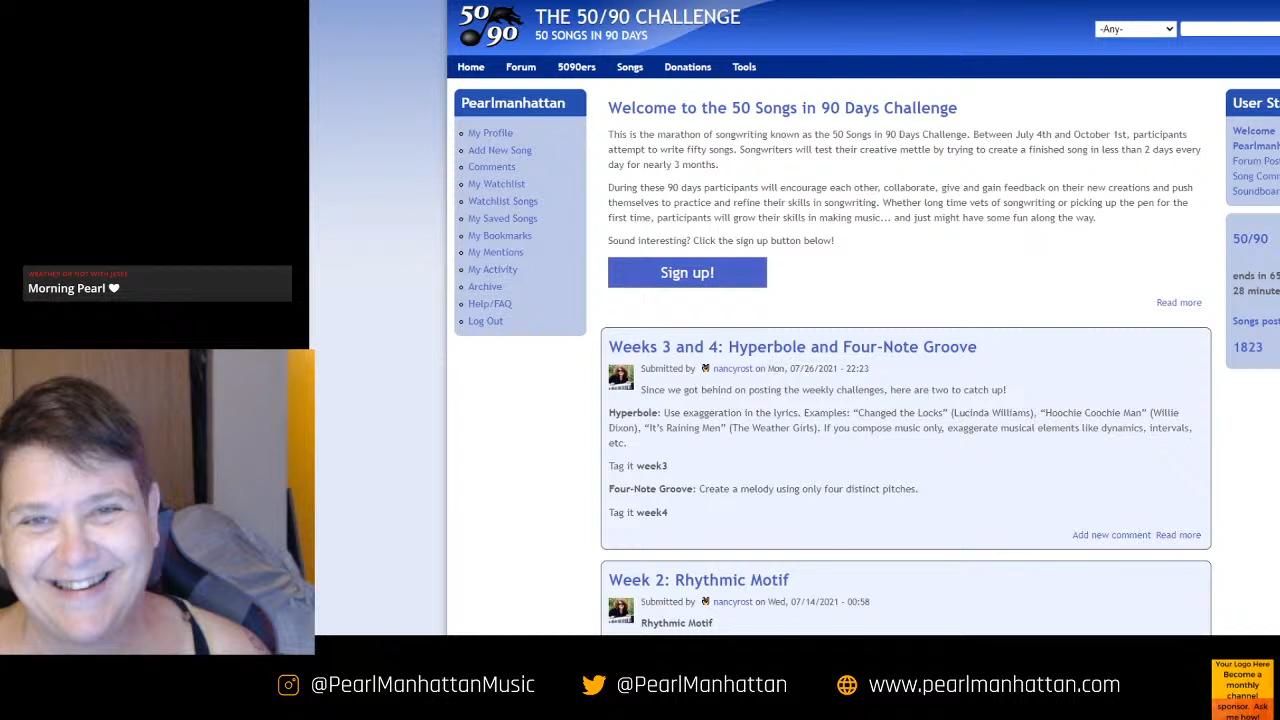 50
90
THE 50/90 CHALLENGE
50 SONGS IN 90 DAYS
-Any-
Home Forum 5090ers Songs Donations Tools
Pearlmanhattan
My Profile
Add New Song
Comments
My Watchlist
Watchlist Songs
My Saved Songs
My Bookmarks
My Mentions
My Activity
Archive
Help/FAQ
Log Out
Welcome to the 50 Songs in 90 Days Challenge
This is the marathon of songwriting known as the 50 Songs in 90 Days Challenge. Between July 4th and October 1st, participants
attempt to write fifty songs. Songwriters will test their creative mettle by trying to create a finished song in less than 2 days every
day for nearly 3 months.
During these 90 days participants will encourage each other, collaborate, give and gain feedback on their new creations and push
themselves to practice and refine their skills in songwriting. Whether long time vets of songwriting or picking up the pen for the
first time, participants will grow their skills in making music... and just might have some fun along the way.
Sound interesting? Click the sign up button below!
Sign up!
Read more
Weeks 3 and 4: Hyperbole and Four-Note Groove
Submitted by nancyrost on Mon, 07/26/2021 - 22:23
Since we got behind on posting the weekly challenges, here are two to catch up!
Hyperbole: Use exaggeration in the lyrics. Examples: “Changed the Locks” (Lucinda Williams), “Hoochie Coochie Man” (Willie
Dixon), “It’s Raining Men” (The Weather Girls). If you compose music only, exaggerate musical elements like dynamics, intervals,
etc.
Tag it week3
Four-Note Groove: Create a melody using only four distinct pitches.
Tag it week4
Add new comment Read more
Week 2: Rhythmic Motif
Submitted by nancyrost on Wed, 07/14/2021 - 00:58
Rhythmic Motif
User St
Welcome
Pearlmanh
Forum Pos
Song Comm
Soundboar
50/90
ends in 65
28 minute
Songs post
1823
WEATHER OR NOT WITH JESSE
Morning Pearl 🤍
@PearlManhattanMusic
@PearlManhattan
www.pearlmanhattan.com
Your Logo Here
Become a
monthly
channel
sponsor. Ask
me how!